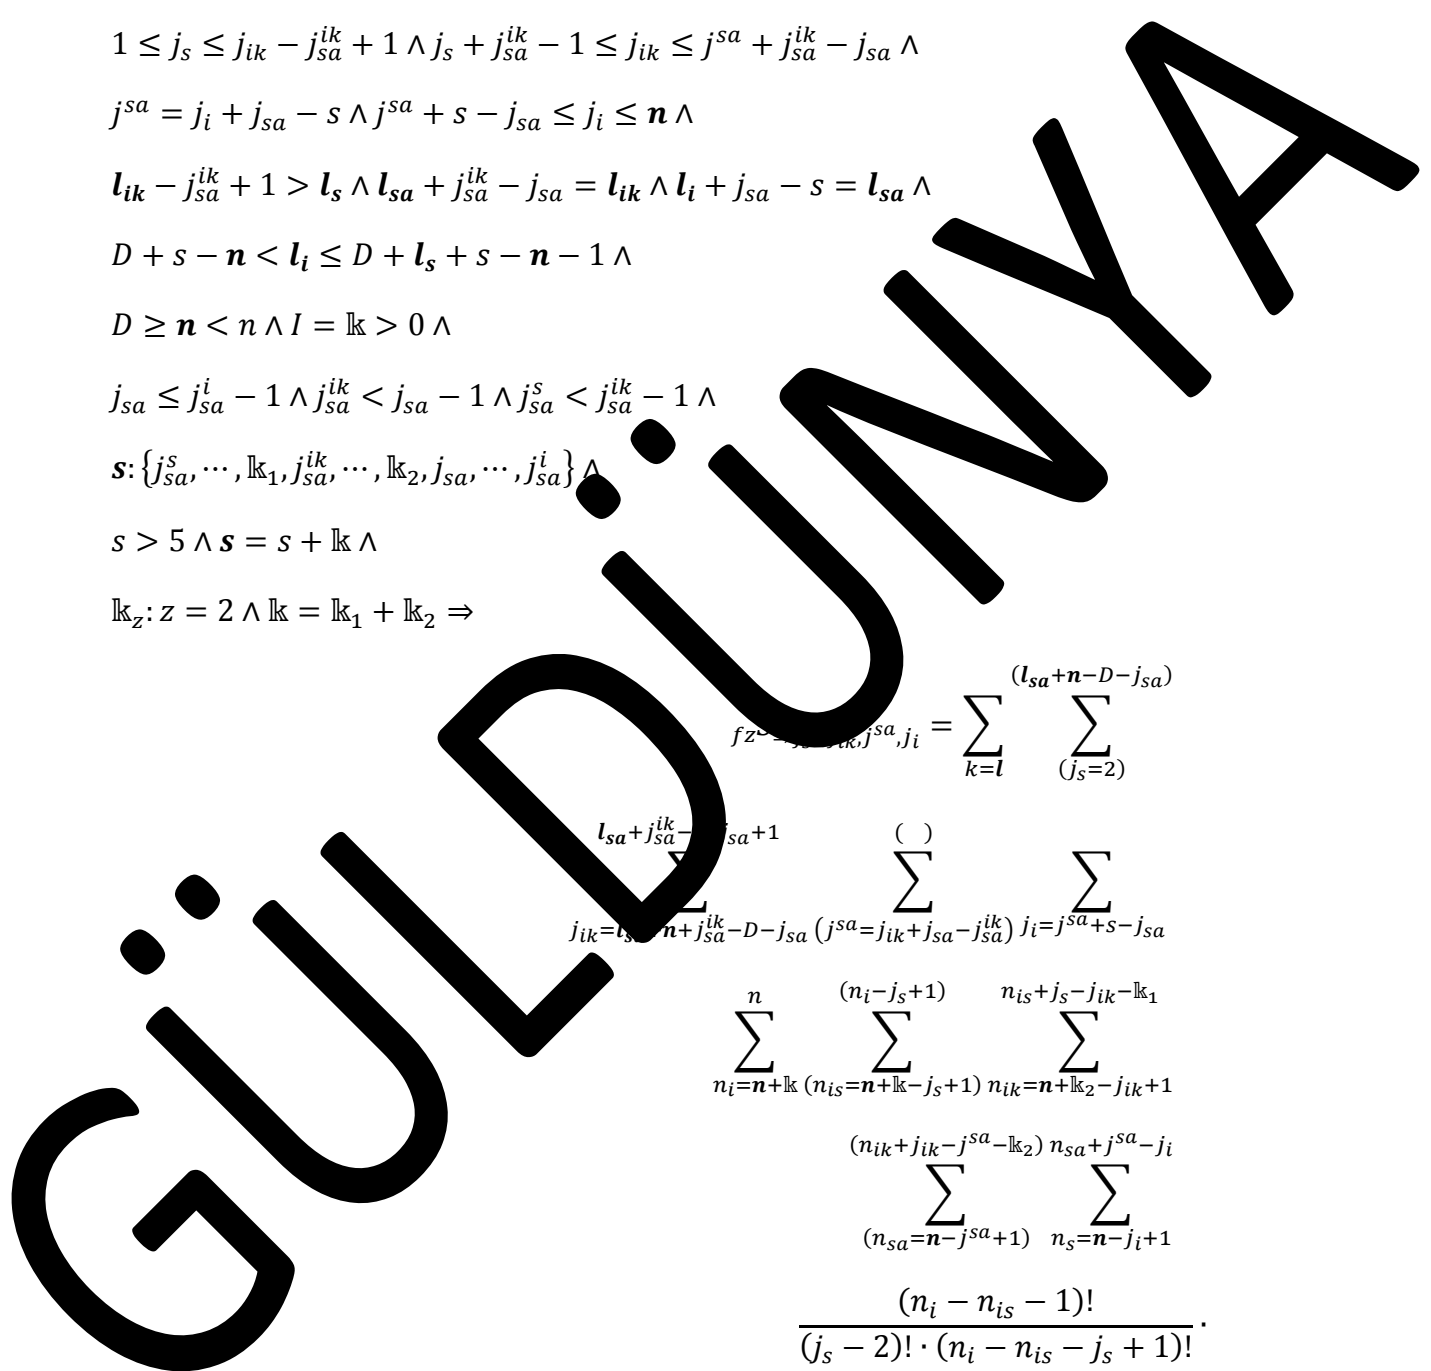 1 ≤ j_s ≤ j_{ik} − j_{sa}^{ik} + 1 ∧ j_s + j_{sa}^{ik} − 1 ≤ j_{ik} ≤ j^{sa} + j_{sa}^{ik} − j_{sa} ∧
j^{sa} = j_i + j_{sa} − s ∧ j^{sa} + s − j_{sa} ≤ j_i ≤ n ∧
l_{ik} − j_{sa}^{ik} + 1 > l_s ∧ l_{sa} + j_{sa}^{ik} − j_{sa} = l_{ik} ∧ l_i + j_{sa} − s = l_{sa} ∧
D + s − n < l_i ≤ D + l_s + s − n − 1 ∧
D ≥ n < n ∧ I = 𝕜 > 0 ∧
j_{sa} ≤ j_{sa}^{i} − 1 ∧ j_{sa}^{ik} < j_{sa} − 1 ∧ j_{sa}^{s} < j_{sa}^{ik} − 1 ∧
s: {j_{sa}^{s}, ⋯, 𝕜_1, j_{sa}^{ik}, ⋯, 𝕜_2, j_{sa}, ⋯, j_{sa}^{i}} ∧
s > 5 ∧ s = s + 𝕜 ∧
𝕜_z: z = 2 ∧ 𝕜 = 𝕜_1 + 𝕜_2 ⇒
j^{sa}, j_i = ∑_{k=l} ∑_{(j_s=2)}^{(l_{sa}+n−D−j_{sa})}
∑ ∑_{(j^{sa}=j_{ik}+j_{sa}−j_{sa}^{ik})}^{( )} ∑_{j_i=j^{sa}+s−j_{sa}}
∑_{n_i=n+𝕜}^{n} ∑_{(n_{is}=n+𝕜−j_s+1)}^{(n_i−j_s+1)} ∑_{n_{ik}=n+𝕜_2−j_{ik}+1}^{n_{is}+j_s−j_{ik}−𝕜_1}
∑_{(n_{sa}=n−j^{sa}+1)}^{(n_{ik}+j_{ik}−j^{sa}−𝕜_2)} ∑_{n_s=n−j_i+1}^{n_{sa}+j^{sa}−j_i}
(n_i − n_{is} − 1)!
(j_s − 2)! · (n_i − n_{is} − j_s + 1)! ·
GÜLDÜNYA